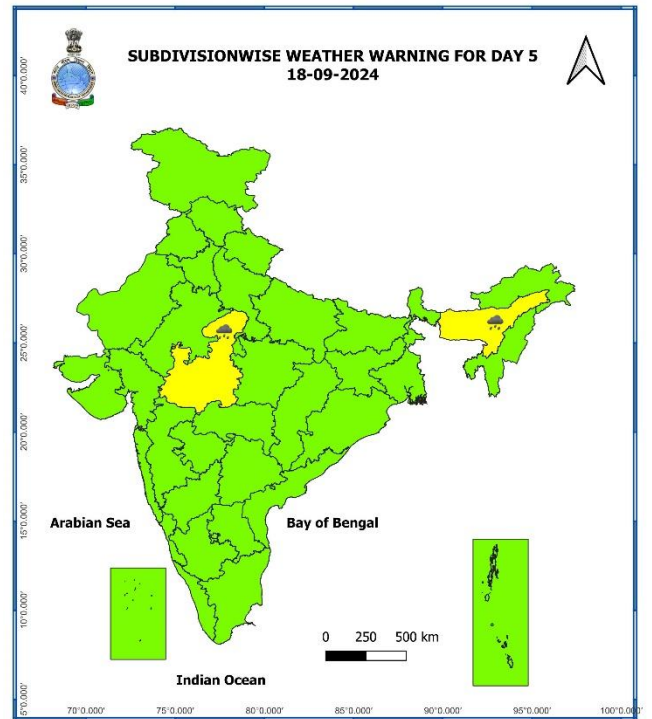 SUBDIVISIONWISE WEATHER WARNING FOR DAY 5
18-09-2024
40°0.000'
35°0.000'
30°0.000'
25°0.000'
20°0.000'
15°0.000'
10°0.000'
5°0.000'
Arabian Sea
Bay of Bengal
0 250 500 km
Indian Ocean
70°0.000' 75°0.000' 80°0.000' 85°0.000' 90°0.000' 95°0.000' 100°0.000'